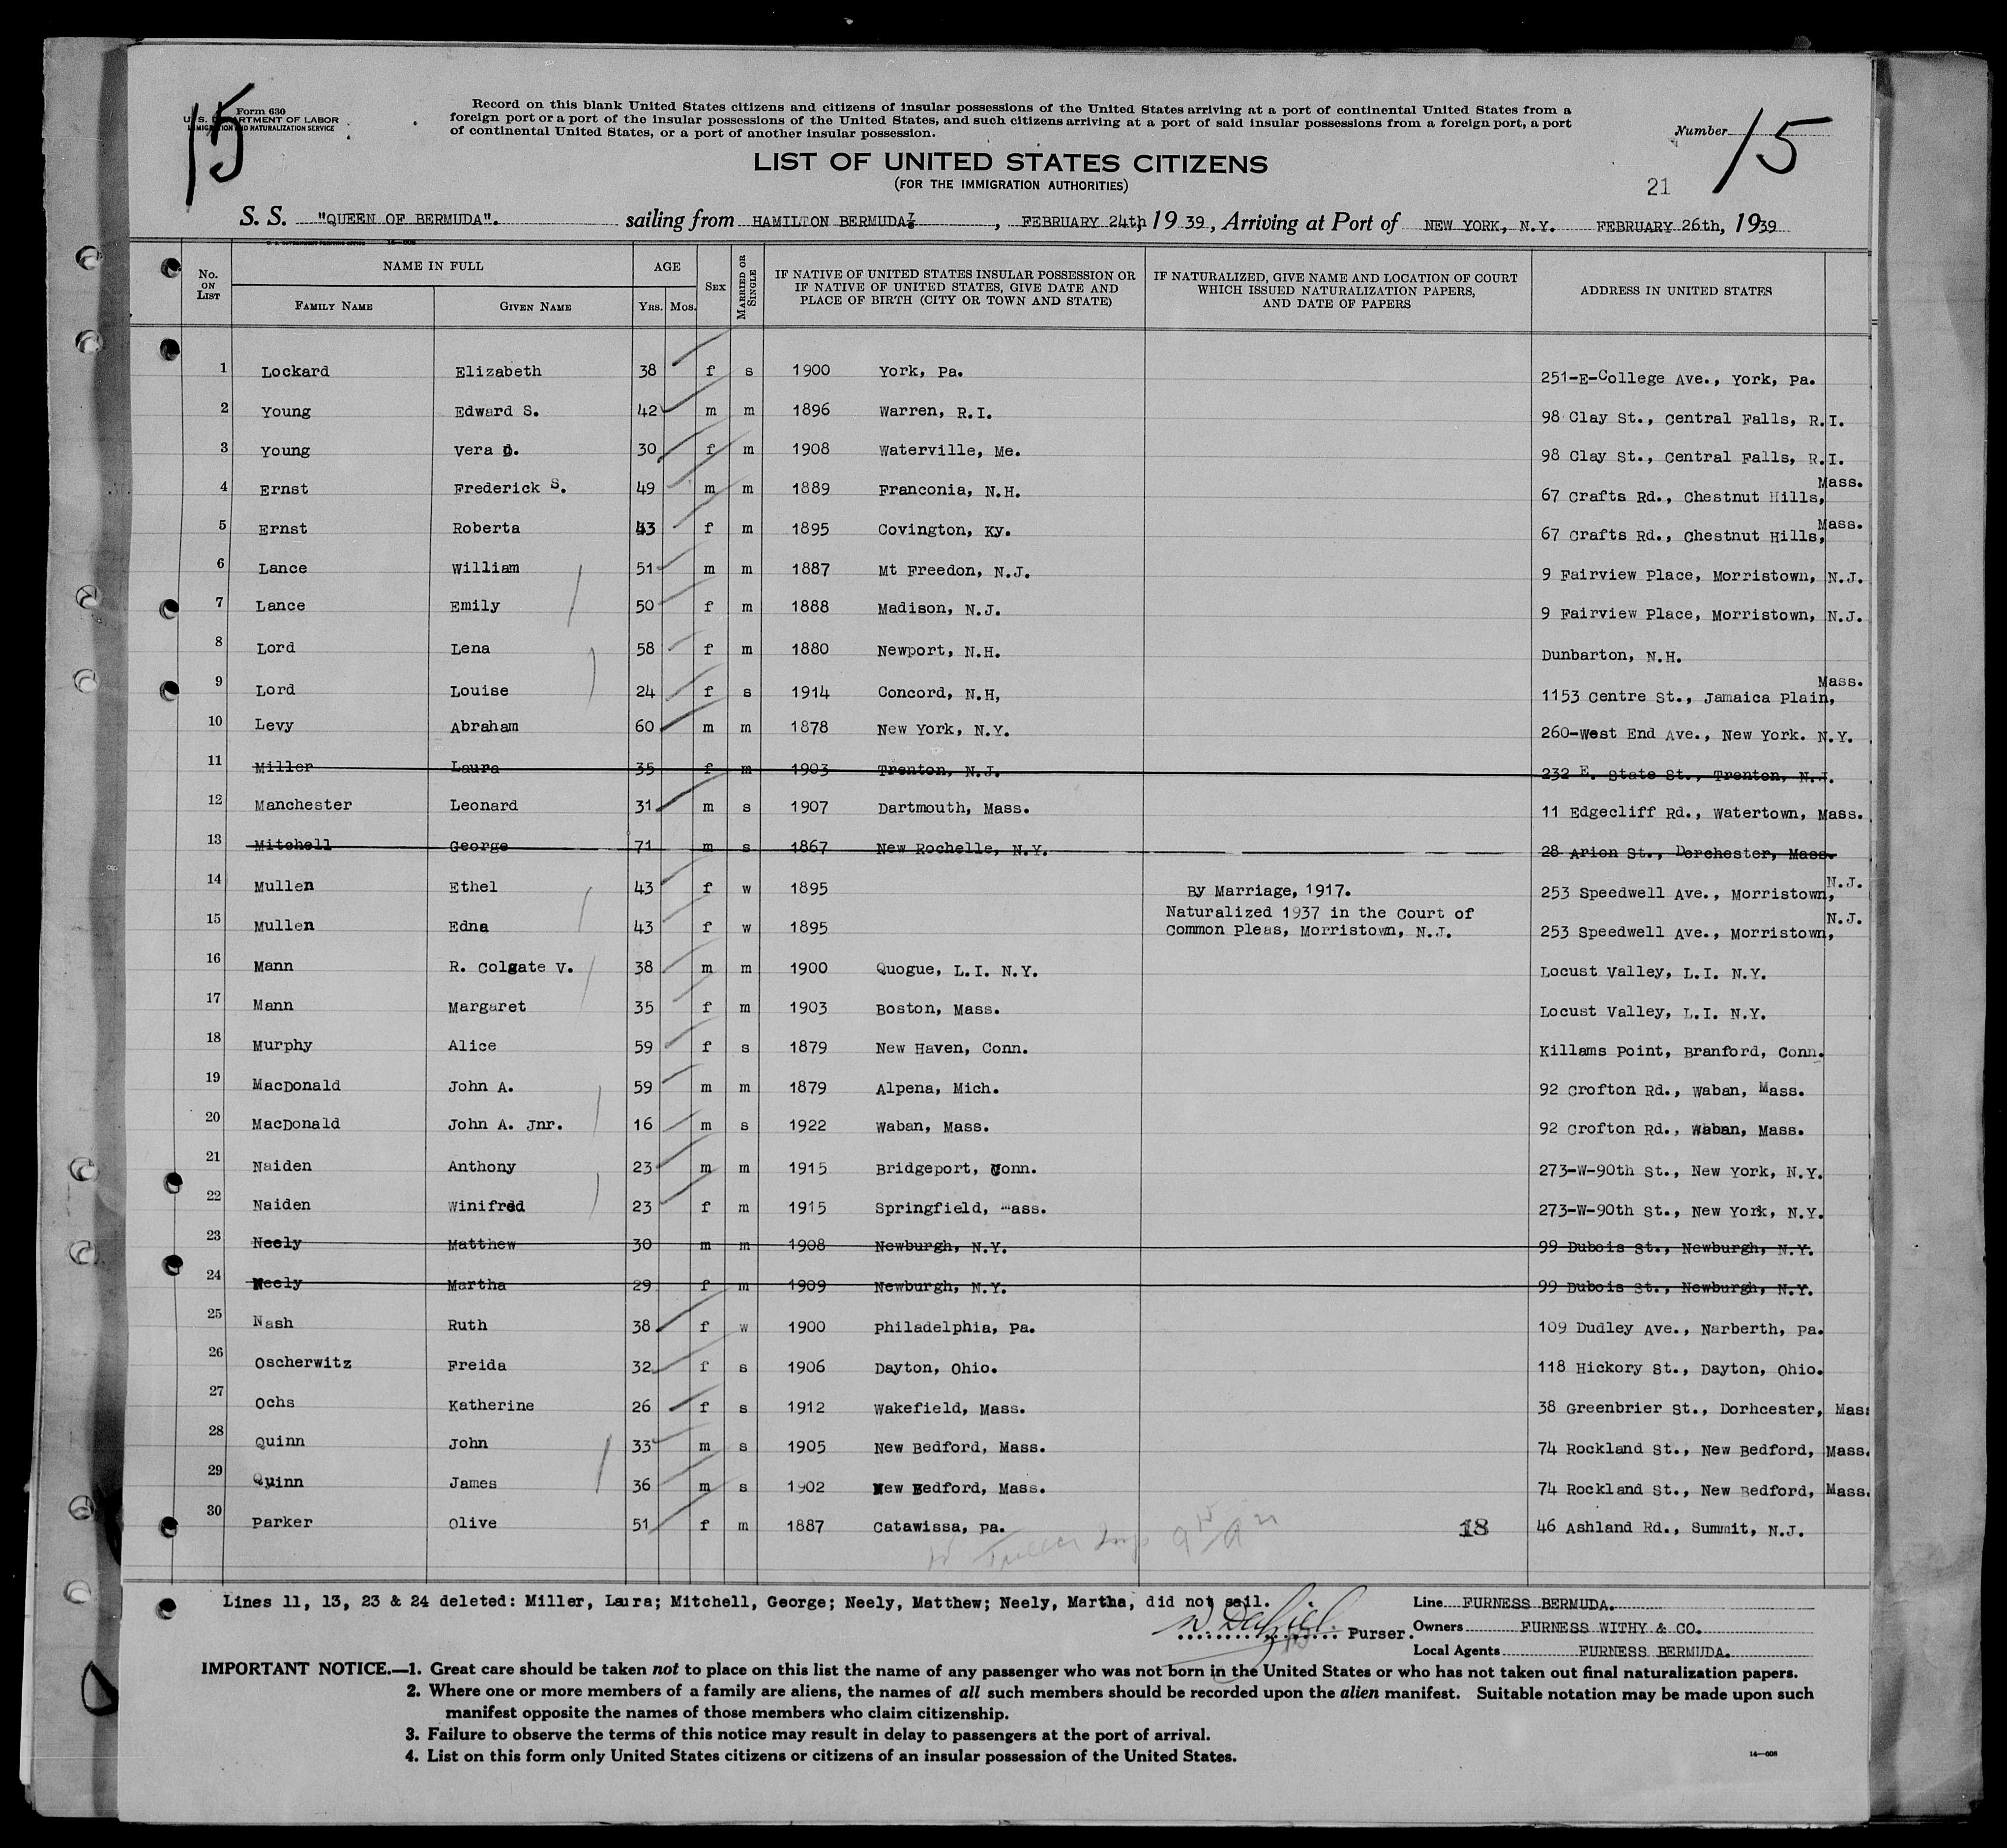 15
Form 630
U. S. DEPARTMENT OF LABOR
IMMIGRATION AND NATURALIZATION SERVICE
Record on this blank United States citizens and citizens of insular possessions of the United States arriving at a port of continental United States from a
foreign port or a port of the insular possessions of the United States, and such citizens arriving at a port of said insular possessions from a foreign port, a port
of continental United States, or a port of another insular possession.
Number 15
LIST OF UNITED STATES CITIZENS
(FOR THE IMMIGRATION AUTHORITIES)
21
S. S. "QUEEN OF BERMUDA". sailing from HAMILTON BERMUDA, FEBRUARY 24th, 19 39, Arriving at Port of NEW YORK, N.Y. FEBRUARY 26th, 1939
No. ON LIST NAME IN FULL FAMILY NAME GIVEN NAME AGE YRS. MOS. SEX MARRIED OR SINGLE IF NATIVE OF UNITED STATES INSULAR POSSESSION OR IF NATIVE OF UNITED STATES, GIVE DATE AND PLACE OF BIRTH (CITY OR TOWN AND STATE) IF NATURALIZED, GIVE NAME AND LOCATION OF COURT WHICH ISSUED NATURALIZATION PAPERS, AND DATE OF PAPERS ADDRESS IN UNITED STATES
1 Lockard Elizabeth 38 f s 1900 York, Pa. 251-E-College Ave., York, Pa.
2 Young Edward S. 42 m m 1896 Warren, R.I. 98 Clay St., Central Falls, R.I.
3 Young Vera D. 30 f m 1908 Waterville, Me. 98 Clay St., Central Falls, R.I.
4 Ernst Frederick S. 49 m m 1889 Franconia, N.H. 67 Crafts Rd., Chestnut Hills, Mass.
5 Ernst Roberta 43 f m 1895 Covington, Ky. 67 Crafts Rd., Chestnut Hills, Mass.
6 Lance William 51 m m 1887 Mt Freedon, N.J. 9 Fairview Place, Morristown, N.J.
7 Lance Emily 50 f m 1888 Madison, N.J. 9 Fairview Place, Morristown, N.J.
8 Lord Lena 58 f m 1880 Newport, N.H. Dunbarton, N.H.
9 Lord Louise 24 f s 1914 Concord, N.H, 1153 Centre St., Jamaica Plain, Mass.
10 Levy Abraham 60 m m 1878 New York, N.Y. 260-West End Ave., New York. N.Y.
11 Miller Laura 35 f m 1903 Trenton, N.J. 232 E. State St., Trenton, N.J.
12 Manchester Leonard 31 m s 1907 Dartmouth, Mass. 11 Edgecliff Rd., Watertown, Mass.
13 Mitchell George 71 m s 1867 New Rochelle, N.Y. 28 Arion St., Dorchester, Mass.
14 Mullen Ethel 43 f w 1895 By Marriage, 1917. 253 Speedwell Ave., Morristown, N.J.
15 Mullen Edna 43 f w 1895 Naturalized 1937 in the Court of Common Pleas, Morristown, N.J. 253 Speedwell Ave., Morristown, N.J.
16 Mann R. Colgate V. 38 m m 1900 Quogue, L.I. N.Y. Locust Valley, L.I. N.Y.
17 Mann Margaret 35 f m 1903 Boston, Mass. Locust Valley, L.I. N.Y.
18 Murphy Alice 59 f s 1879 New Haven, Conn. Killams Point, Branford, Conn.
19 MacDonald John A. 59 m m 1879 Alpena, Mich. 92 Crofton Rd., Waban, Mass.
20 MacDonald John A. Jnr. 16 m s 1922 Waban, Mass. 92 Crofton Rd., Waban, Mass.
21 Naiden Anthony 23 m m 1915 Bridgeport, Conn. 273-W-90th St., New York, N.Y.
22 Naiden Winifred 23 f m 1915 Springfield, Mass. 273-W-90th St., New York, N.Y.
23 Neely Matthew 30 m m 1908 Newburgh, N.Y. 99 Dubois St., Newburgh, N.Y.
24 Neely Martha 29 f m 1909 Newburgh, N.Y. 99 Dubois St., Newburgh, N.Y.
25 Nash Ruth 38 f w 1900 Philadelphia, Pa. 109 Dudley Ave., Narberth, Pa.
26 Oscherwitz Freida 32 f s 1906 Dayton, Ohio. 118 Hickory St., Dayton, Ohio.
27 Ochs Katherine 26 f s 1912 Wakefield, Mass. 38 Greenbrier St., Dorhcester, Mass
28 Quinn John 33 m s 1905 New Bedford, Mass. 74 Rockland St., New Bedford, Mass.
29 Quinn James 36 m s 1902 New Bedford, Mass. 74 Rockland St., New Bedford, Mass.
30 Parker Olive 51 f m 1887 Catawissa, Pa. 18 46 Ashland Rd., Summit, N.J.
Lines 11, 13, 23 & 24 deleted: Miller, Laura; Mitchell, George; Neely, Matthew; Neely, Martha, did not sail.
Purser.
Line FURNESS BERMUDA.
Owners FURNESS WITHY & CO.
Local Agents FURNESS BERMUDA.
IMPORTANT NOTICE.—1. Great care should be taken not to place on this list the name of any passenger who was not born in the United States or who has not taken out final naturalization papers.
2. Where one or more members of a family are aliens, the names of all such members should be recorded upon the alien manifest. Suitable notation may be made upon such
manifest opposite the names of those members who claim citizenship.
3. Failure to observe the terms of this notice may result in delay to passengers at the port of arrival.
4. List on this form only United States citizens or citizens of an insular possession of the United States.
14—608